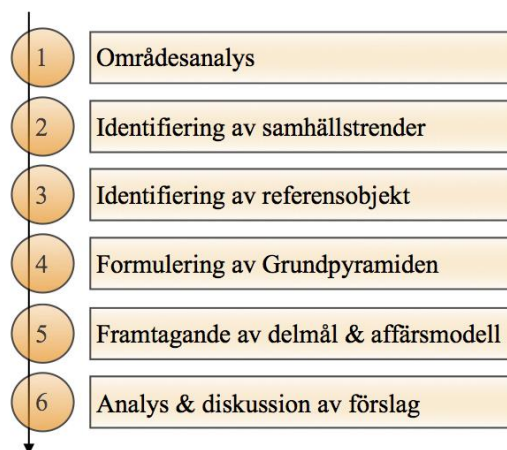 1 Områdesanalys
2 Identifiering av samhällstrender
3 Identifiering av referensobjekt
4 Formulering av Grundpyramiden
5 Framtagande av delmål & affärsmodell
6 Analys & diskussion av förslag